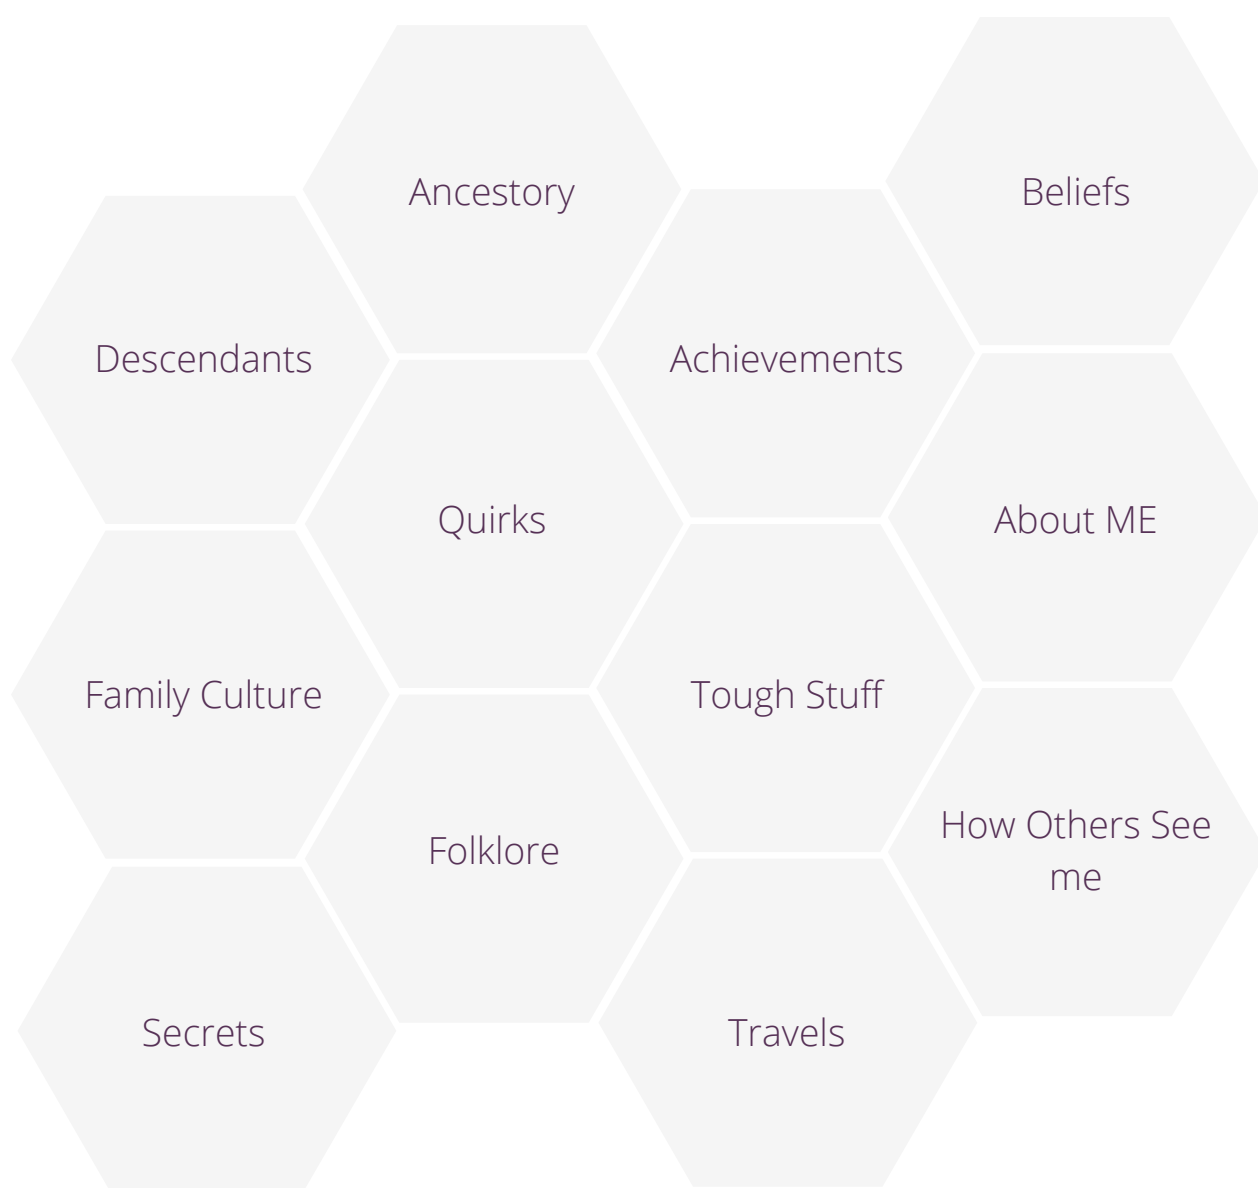 Ancestory
Beliefs
Descendants
Achievements
Quirks
About ME
Family Culture
Tough Stuff
How Others See
me
Folklore
Secrets
Travels